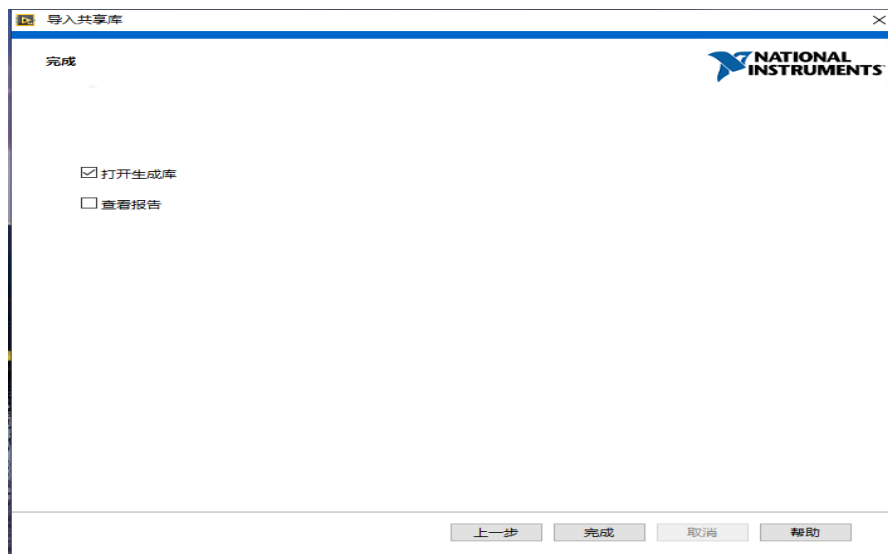 导入共享库
完成
NATIONAL
INSTRUMENTS
打开生成库
查看报告
上一步
完成
取消
帮助